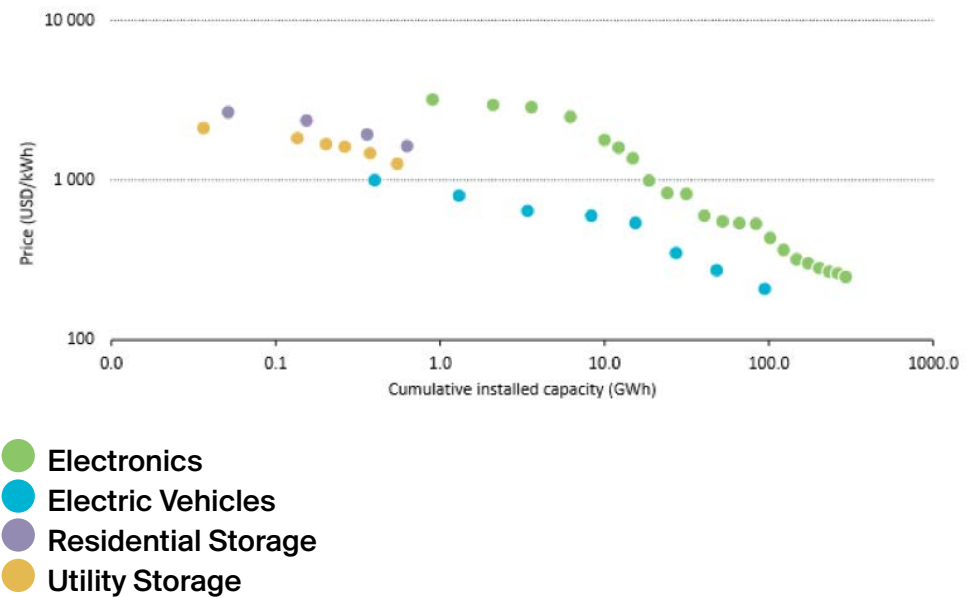 10 000
1 000
100
Price (USD/kWh)
0.0
0.1
1.0
10.0
100.0
1000.0
Cumulative installed capacity (GWh)
Electronics
Electric Vehicles
Residential Storage
Utility Storage